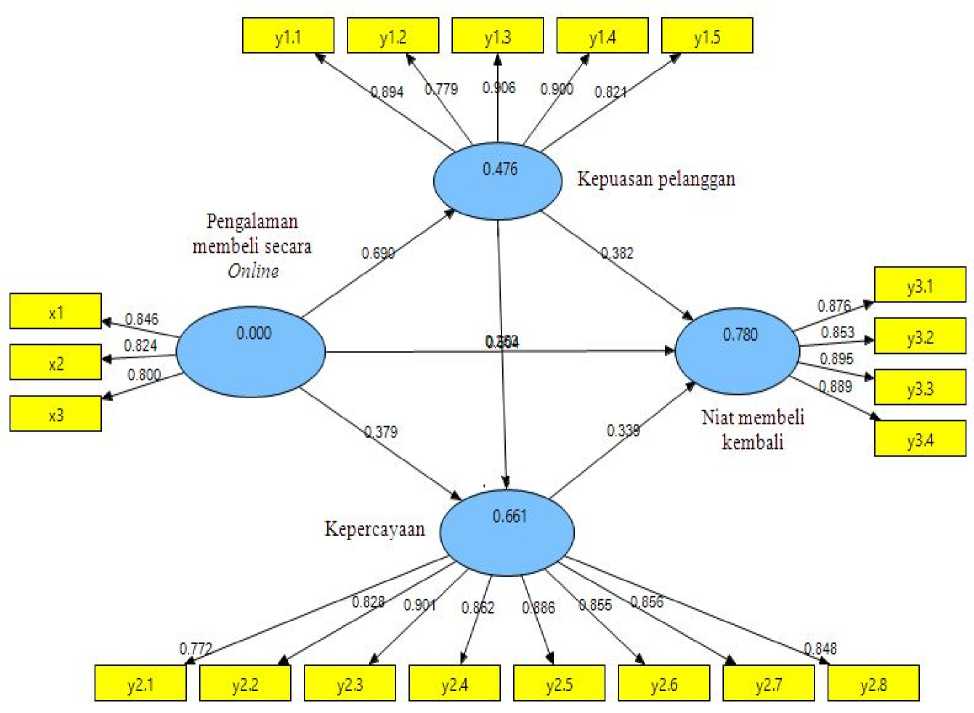 y1.1
y1.2
y1.3
y1.4
y1.5
0.894
0.779
0.906
0.900
0.821
0.476
Kepuasan pelanggan
Pengalaman
membeli secara
Online
0.690
0.382
x1
x2
x3
0.846
0.824
0.800
0.000
0.780
0.876
0.853
0.895
0.889
y3.1
y3.2
y3.3
y3.4
Niat membeli
kembali
0.379
0.339
Kepercayaan
0.661
0.772
0.828
0.901
0.862
0.886
0.855
0.856
0.848
y2.1
y2.2
y2.3
y2.4
y2.5
y2.6
y2.7
y2.8